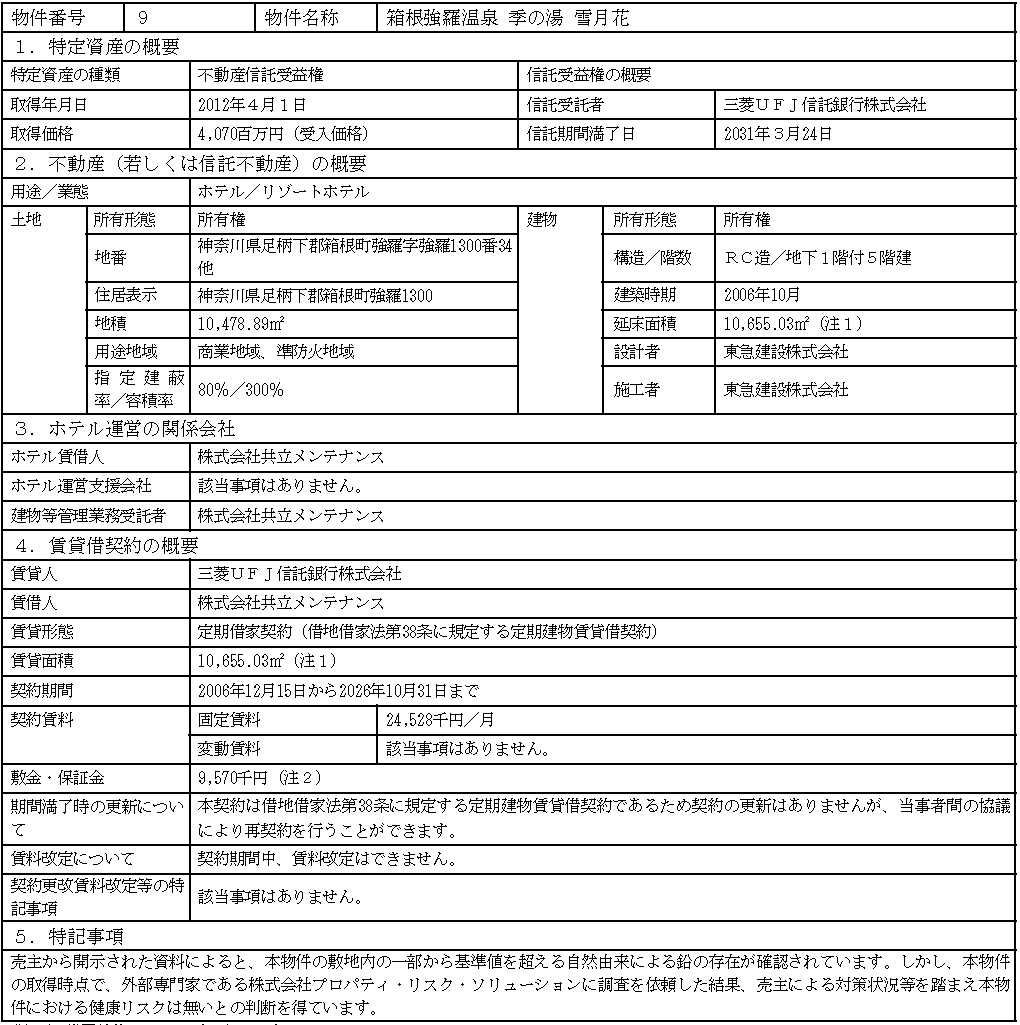 物件番号 9 物件名称 箱根強羅温泉 季の湯 雪月花
1．特定資産の概要
特定資産の種類 不動産信託受益権 信託受益権の概要
取得年月日 2012年４月１日 信託受託者 三菱ＵＦＪ信託銀行株式会社
取得価格 4,070百万円（受入価格） 信託期間満了日 2031年３月24日
2．不動産（若しくは信託不動産）の概要
用途／業態 ホテル／リゾートホテル
土地 所有形態 所有権 建物 所有形態 所有権
地番 神奈川県足柄下郡箱根町強羅字強羅1300番34
他
構造／階数 ＲＣ造／地下１階付５階建
住居表示 神奈川県足柄下郡箱根町強羅1300 建築時期 2006年10月
地積 10,478.89㎡ 延床面積 10,655.03㎡（注１）
用途地域 商業地域、準防火地域 設計者 東急建設株式会社
指定建蔽
率／容積率 80％／300％ 施工者 東急建設株式会社
3．ホテル運営の関係会社
ホテル賃借人 株式会社共立メンテナンス
ホテル運営支援会社 該当事項はありません。
建物等管理業務受託者 株式会社共立メンテナンス
4．賃貸借契約の概要
賃貸人 三菱ＵＦＪ信託銀行株式会社
賃借人 株式会社共立メンテナンス
賃貸形態 定期借家契約（借地借家法第38条に規定する定期建物賃貸借契約）
賃貸面積 10,655.03㎡（注１）
契約期間 2006年12月15日から2026年10月31日まで
契約賃料 固定賃料 24,528千円／月
変動賃料 該当事項はありません。
敷金・保証金 9,570千円（注２）
期間満了時の更新につい
て
本契約は借地借家法第38条に規定する定期建物賃貸借契約であるため契約の更新はありませんが、当事者間の協議
により再契約を行うことができます。
賃料改定について 契約期間中、賃料改定はできません。
契約更改賃料改定等の特
記事項 該当事項はありません。
5．特記事項
売主から開示された資料によると、本物件の敷地内の一部から基準値を超える自然由来による鉛の存在が確認されています。しかし、本物件
の取得時点で、外部専門家である株式会社プロパティ・リスク・ソリューションに調査を依頼した結果、売主による対策状況等を踏まえ本物
件における健康リスクは無いとの判断を得ています。